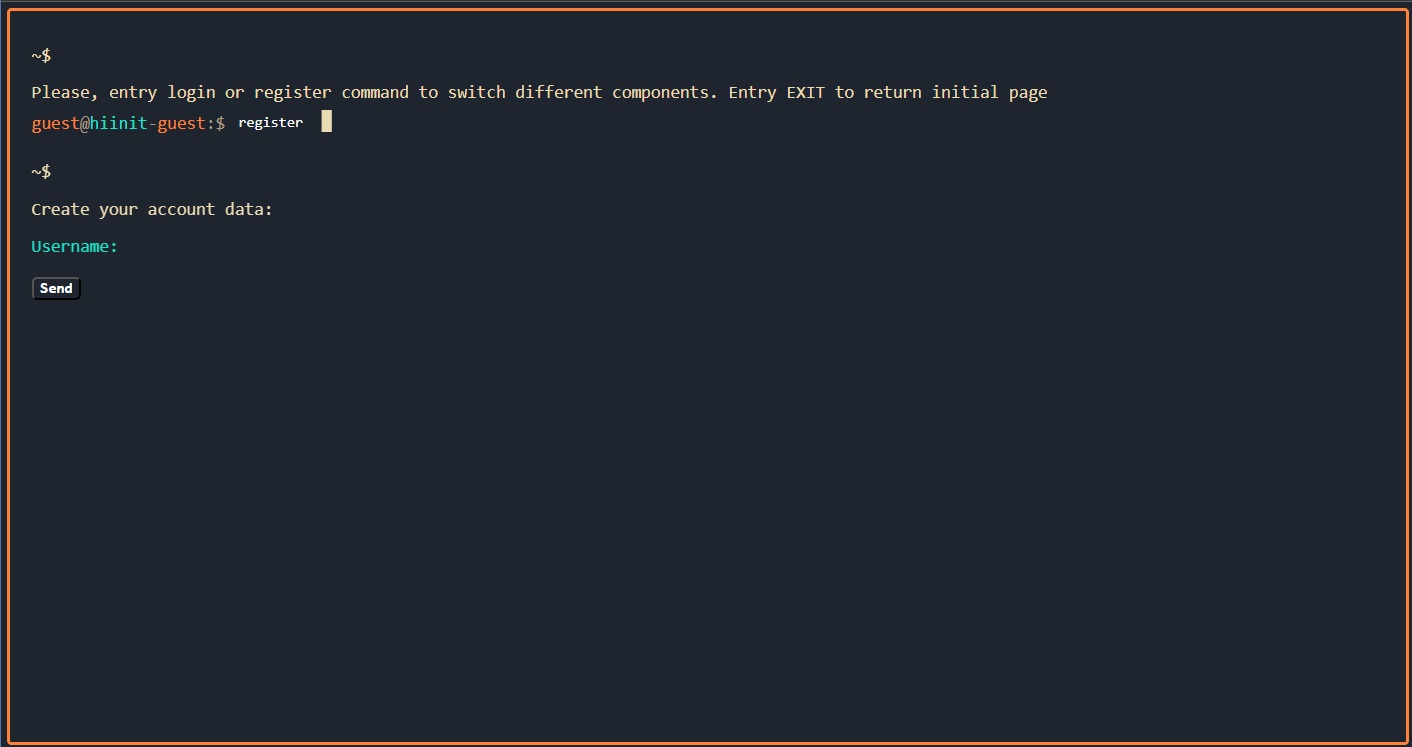 ~$
Please, entry login or register command to switch different components. Entry EXIT to return initial page
guest@hiinit-guest:$ register
~$
Create your account data:
Username:
Send